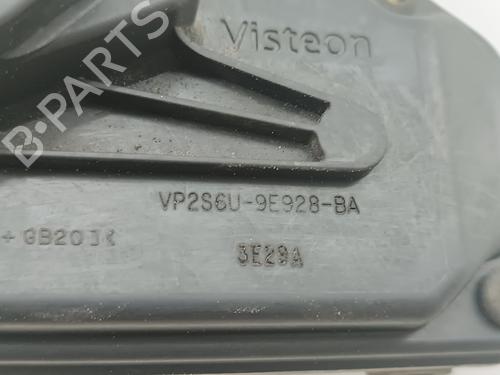 Visteon
B-PARTS
VP2S6U-9E928-BA
+ GB20]<
3E29A